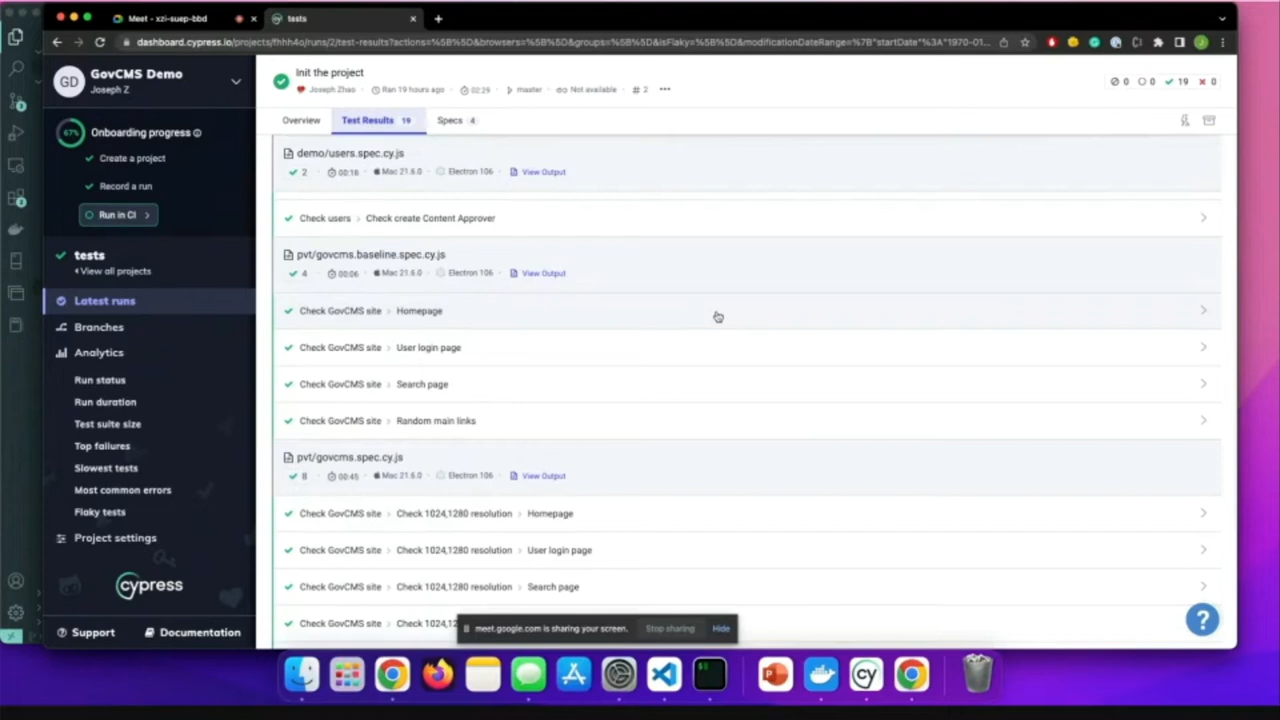 Meet - xzi-suep-bbd
tests
dashboard.cypress.io/projects/fhhh4o/runs/2/test-results?actions=%5B%5D&browsers=%5B%5D&groups=%5B%5D&isFlaky=%5B%5D&modificationDateRange=%7B"startDate"%3A"1970-01...
GD
GovCMS Demo
Joseph Z
67%
Onboarding progress
Create a project
Record a run
Run in CI
tests
View all projects
Latest runs
Branches
Analytics
Run status
Run duration
Test suite size
Top failures
Slowest tests
Most common errors
Flaky tests
Project settings
cypress
Support
Documentation
Init the project
Joseph Zhao
Ran 19 hours ago
02:29
master
Not available
# 2
0 0 19 0
Overview
Test Results 19
Specs 4
demo/users.spec.cy.js
2 00:18 Mac 21.6.0 Electron 106 View Output
Check users > Check create Content Approver
pvt/govcms.baseline.spec.cy.js
4 00:06 Mac 21.6.0 Electron 106 View Output
Check GovCMS site > Homepage
Check GovCMS site > User login page
Check GovCMS site > Search page
Check GovCMS site > Random main links
pvt/govcms.spec.cy.js
8 00:45 Mac 21.6.0 Electron 106 View Output
Check GovCMS site > Check 1024,1280 resolution > Homepage
Check GovCMS site > Check 1024,1280 resolution > User login page
Check GovCMS site > Check 1024,1280 resolution > Search page
Check GovCMS site > Check 1024,12
meet.google.com is sharing your screen.
Stop sharing
Hide
?
cy